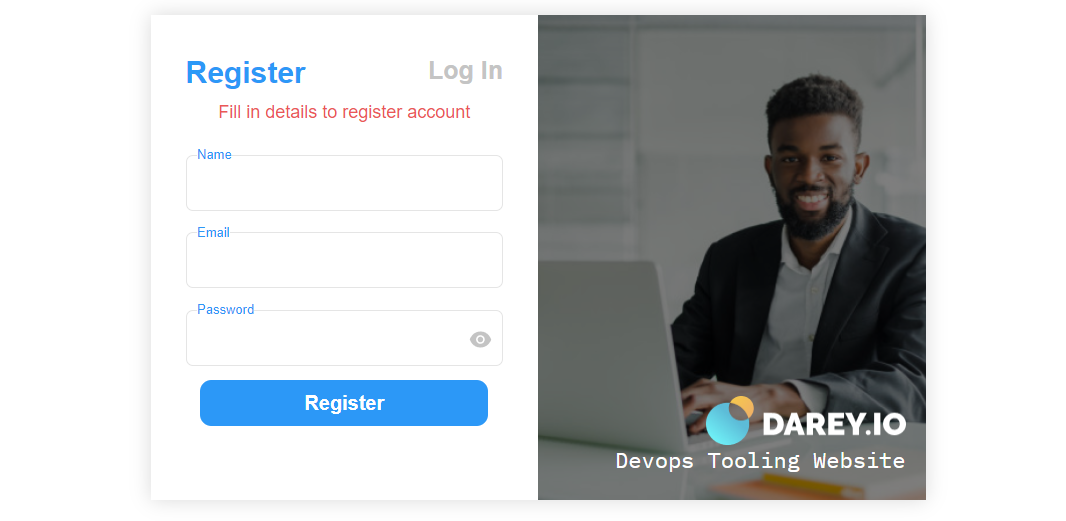 Register
Log In
Fill in details to register account
Name
Email
Password
Register
DAREY.IO
Devops Tooling Website